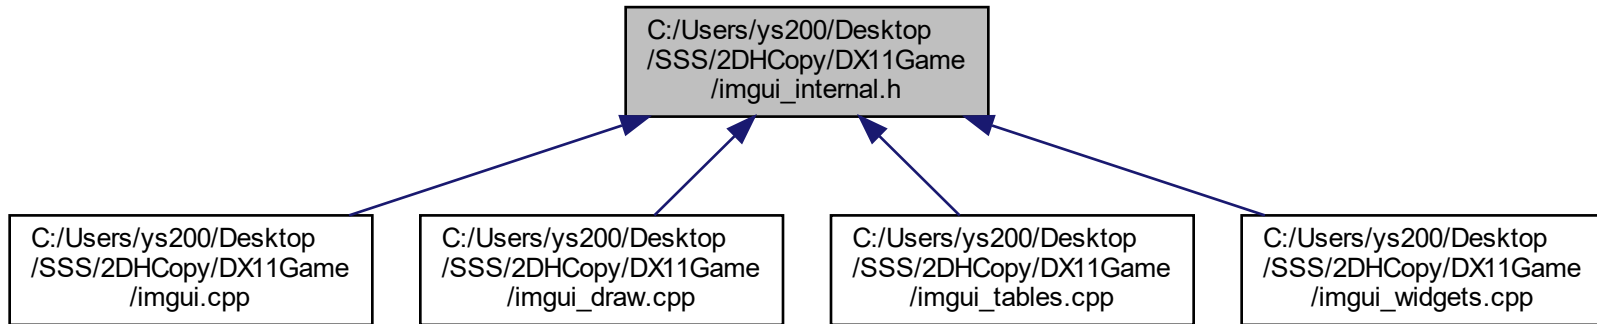 C:/Users/ys200/Desktop
/SSS/2DHCopy/DX11Game
/imgui_internal.h
C:/Users/ys200/Desktop
/SSS/2DHCopy/DX11Game
/imgui.cpp
C:/Users/ys200/Desktop
/SSS/2DHCopy/DX11Game
/imgui_draw.cpp
C:/Users/ys200/Desktop
/SSS/2DHCopy/DX11Game
/imgui_tables.cpp
C:/Users/ys200/Desktop
/SSS/2DHCopy/DX11Game
/imgui_widgets.cpp